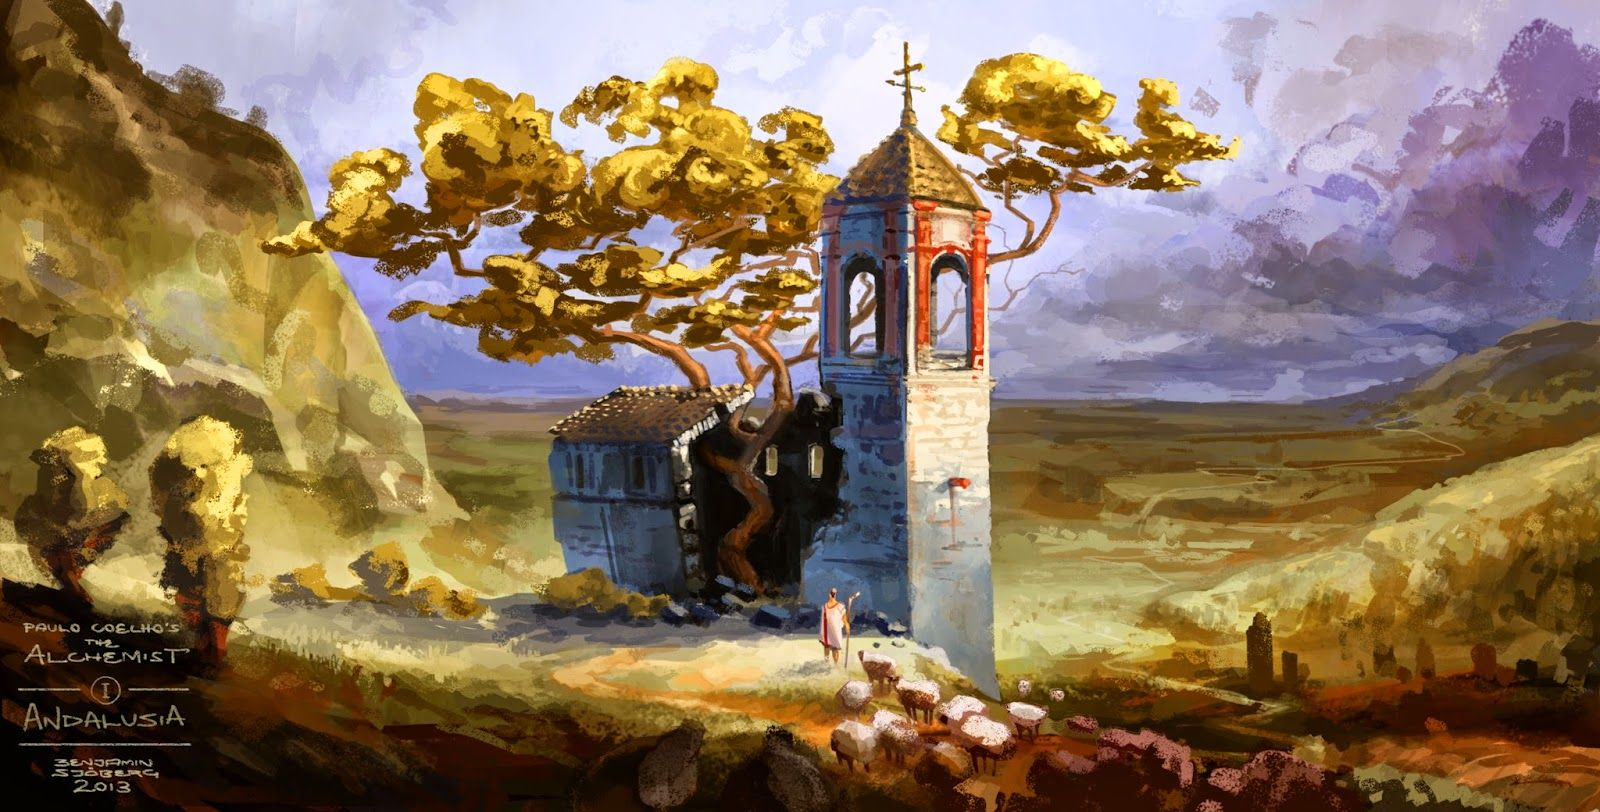 PAULO COELHO'S
THE
ALCHEMIST
I
ANDALUSIA
BENJAMIN
SJÖBERG
2013